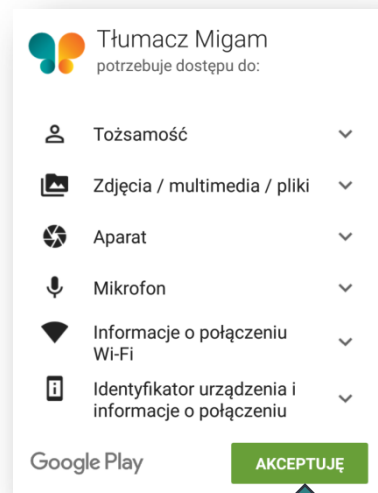 Tłumacz Migam
potrzebuje dostępu do:
Tożsamość
Zdjęcia / multimedia / pliki
Aparat
Mikrofon
Informacje o połączeniu
Wi-Fi
Identyfikator urządzenia i
informacje o połączeniu
Google Play
AKCEPTUJĘ